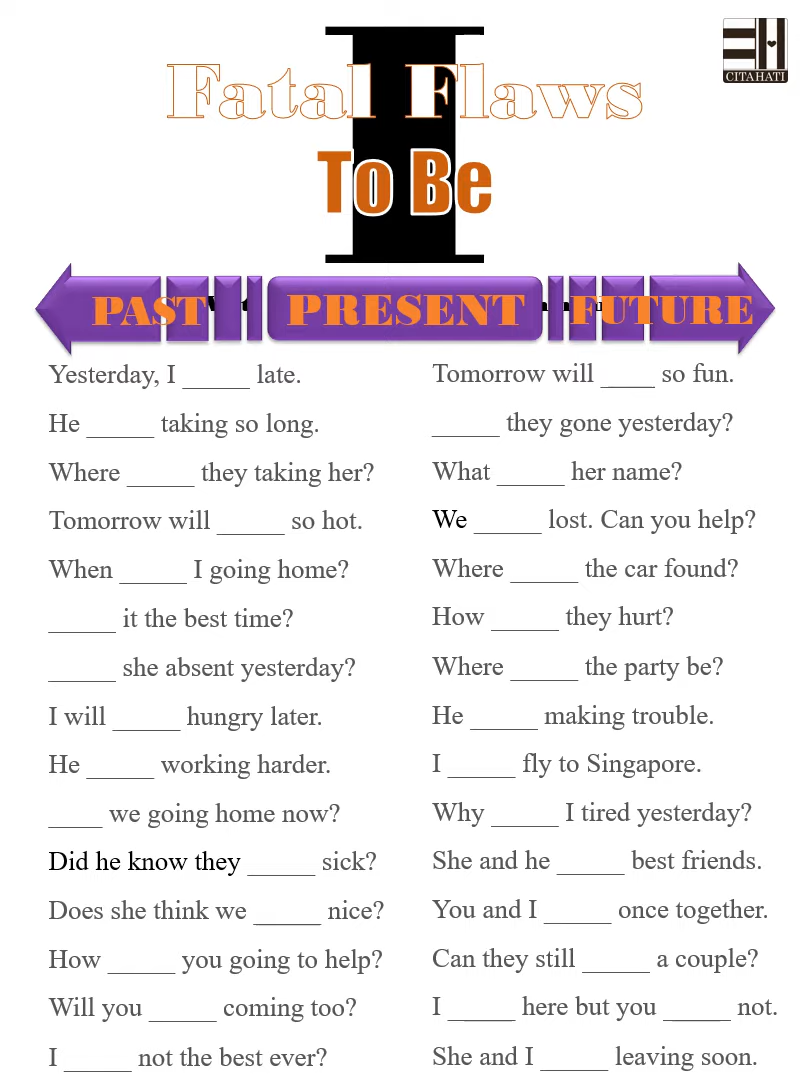 CITA HATI
Fatal Flaws
To Be
PAST PRESENT FUTURE
Yesterday, I _____ late.
He _____ taking so long.
Where _____ they taking her?
Tomorrow will _____ so hot.
When _____ I going home?
_____ it the best time?
_____ she absent yesterday?
I will _____ hungry later.
He _____ working harder.
____ we going home now?
Did he know they _____ sick?
Does she think we _____ nice?
How _____ you going to help?
Will you _____ coming too?
I _____ not the best ever?
Tomorrow will ____ so fun.
_____ they gone yesterday?
What _____ her name?
We _____ lost. Can you help?
Where _____ the car found?
How _____ they hurt?
Where _____ the party be?
He _____ making trouble.
I _____ fly to Singapore.
Why _____ I tired yesterday?
She and he _____ best friends.
You and I _____ once together.
Can they still _____ a couple?
I _____ here but you _____ not.
She and I _____ leaving soon.